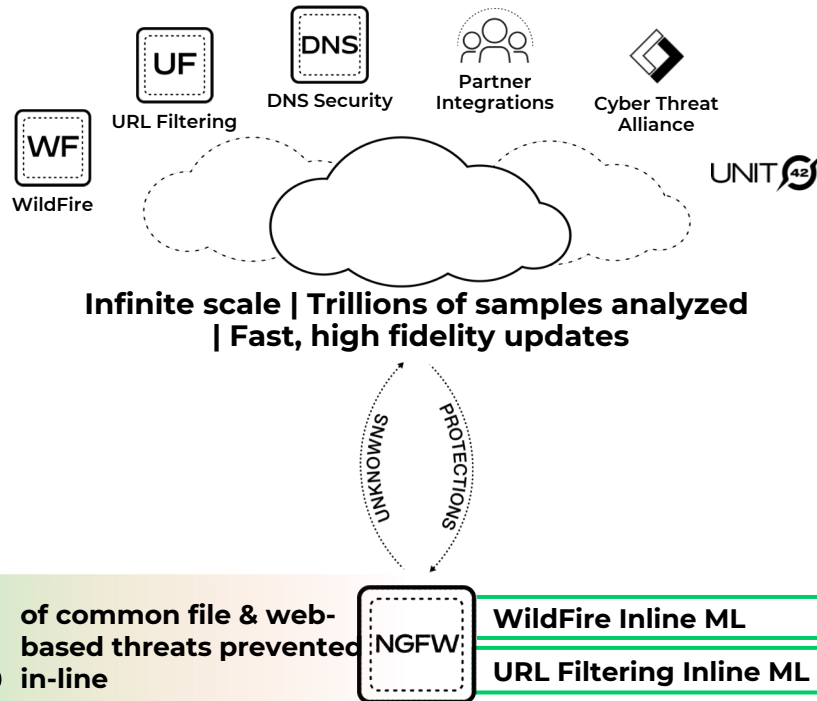 DNS
UF
DNS Security
Partner
Integrations
Cyber Threat
Alliance
URL Filtering
WF
UNIT 42
WildFire
Infinite scale | Trillions of samples analyzed
| Fast, high fidelity updates
UNKNOWNS
PROTECTIONS
of common file & web-
based threats prevented
in-line
NGFW
WildFire Inline ML
URL Filtering Inline ML